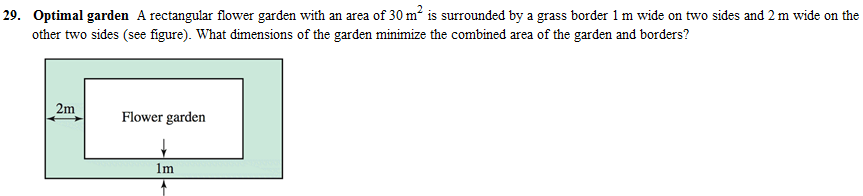 29. Optimal garden A rectangular flower garden with an area of 30 m² is surrounded by a grass border 1 m wide on two sides and 2 m wide on the
other two sides (see figure). What dimensions of the garden minimize the combined area of the garden and borders?
2m
Flower garden
1m